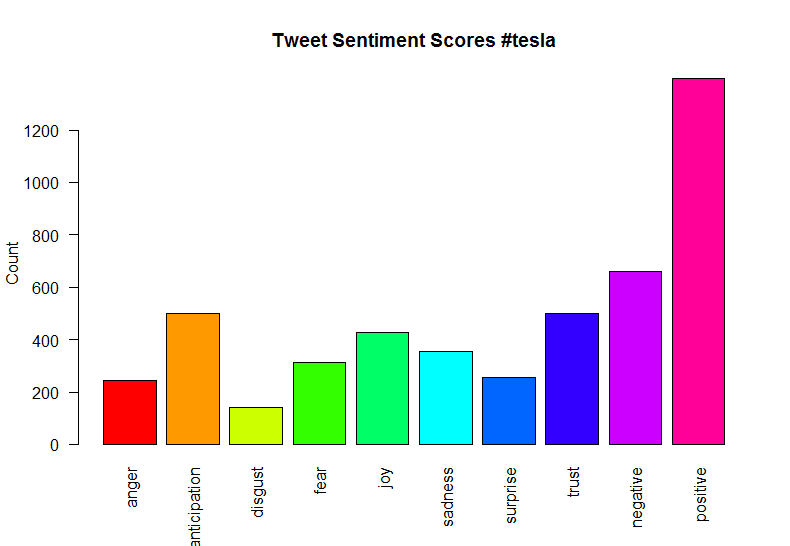 Tweet Sentiment Scores #tesla
Count
1200
1000
800
600
400
200
0
anger
anticipation
disgust
fear
joy
sadness
surprise
trust
negative
positive